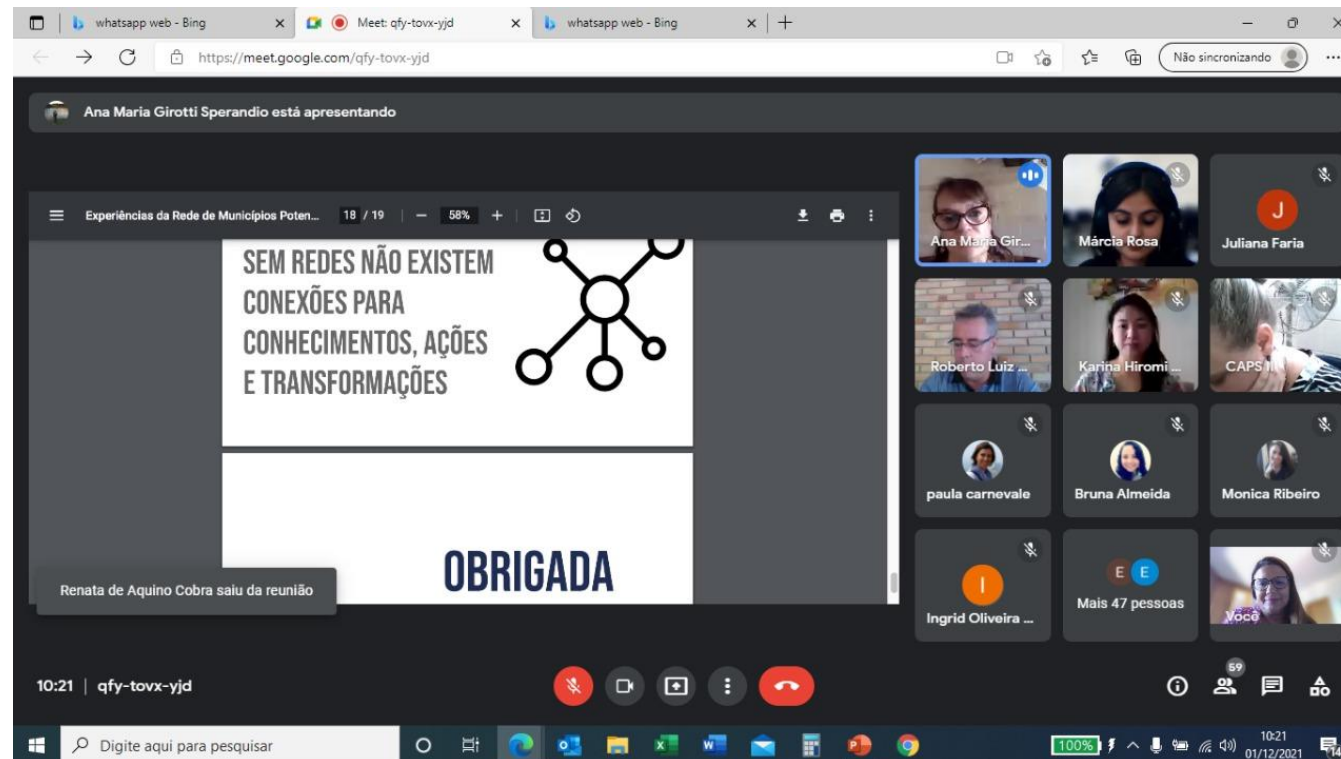 whatsapp web - Bing
Meet: qfy-tovx-yjd
whatsapp web - Bing
https://meet.google.com/qfy-tovx-yjd
Não sincronizando
Ana Maria Girotti Sperandio está apresentando
Experiências da Rede de Municípios Poten... 18 / 19 58%
SEM REDES NÃO EXISTEM
CONEXÕES PARA
CONHECIMENTOS, AÇÕES
E TRANSFORMAÇÕES
OBRIGADA
Renata de Aquino Cobra saiu da reunião
Ana Maria Gir...
Márcia Rosa
J
Juliana Faria
Roberto Luiz ...
Karina Hiromi ...
CAPS
paula carnevale
Bruna Almeida
Monica Ribeiro
I
Ingrid Oliveira ...
E E
Mais 47 pessoas
Você
10:21 | qfy-tovx-yjd
59
Digite aqui para pesquisar
100%
10:21
01/12/2021
14